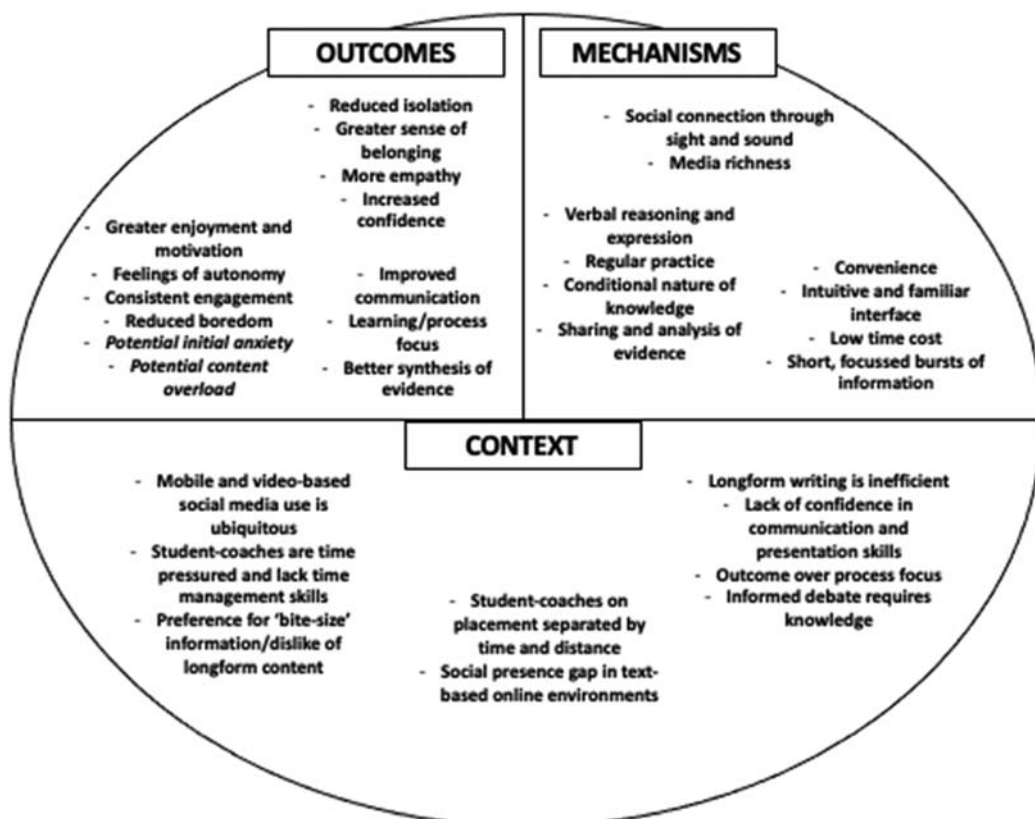 OUTCOMES
- Reduced isolation
- Greater sense of
belonging
- More empathy
- Increased
confidence
- Greater enjoyment and
motivation
- Feelings of autonomy
- Consistent engagement
- Reduced boredom
- Potential initial anxiety
- Potential content
overload
- Improved
communication
- Learning/process
focus
- Better synthesis of
evidence
MECHANISMS
- Social connection through
sight and sound
- Media richness
- Verbal reasoning and
expression
- Regular practice
- Conditional nature of
knowledge
- Sharing and analysis of
evidence
- Convenience
- Intuitive and familiar
interface
- Low time cost
- Short, focussed bursts of
information
CONTEXT
- Mobile and video-based
social media use is
ubiquitous
- Student-coaches are time
pressured and lack time
management skills
- Preference for ‘bite-size’
information/dislike of
longform content
- Student-coaches on
placement separated by
time and distance
- Social presence gap in text-
based online environments
- Longform writing is inefficient
- Lack of confidence in
communication and
presentation skills
- Outcome over process focus
- Informed debate requires
knowledge